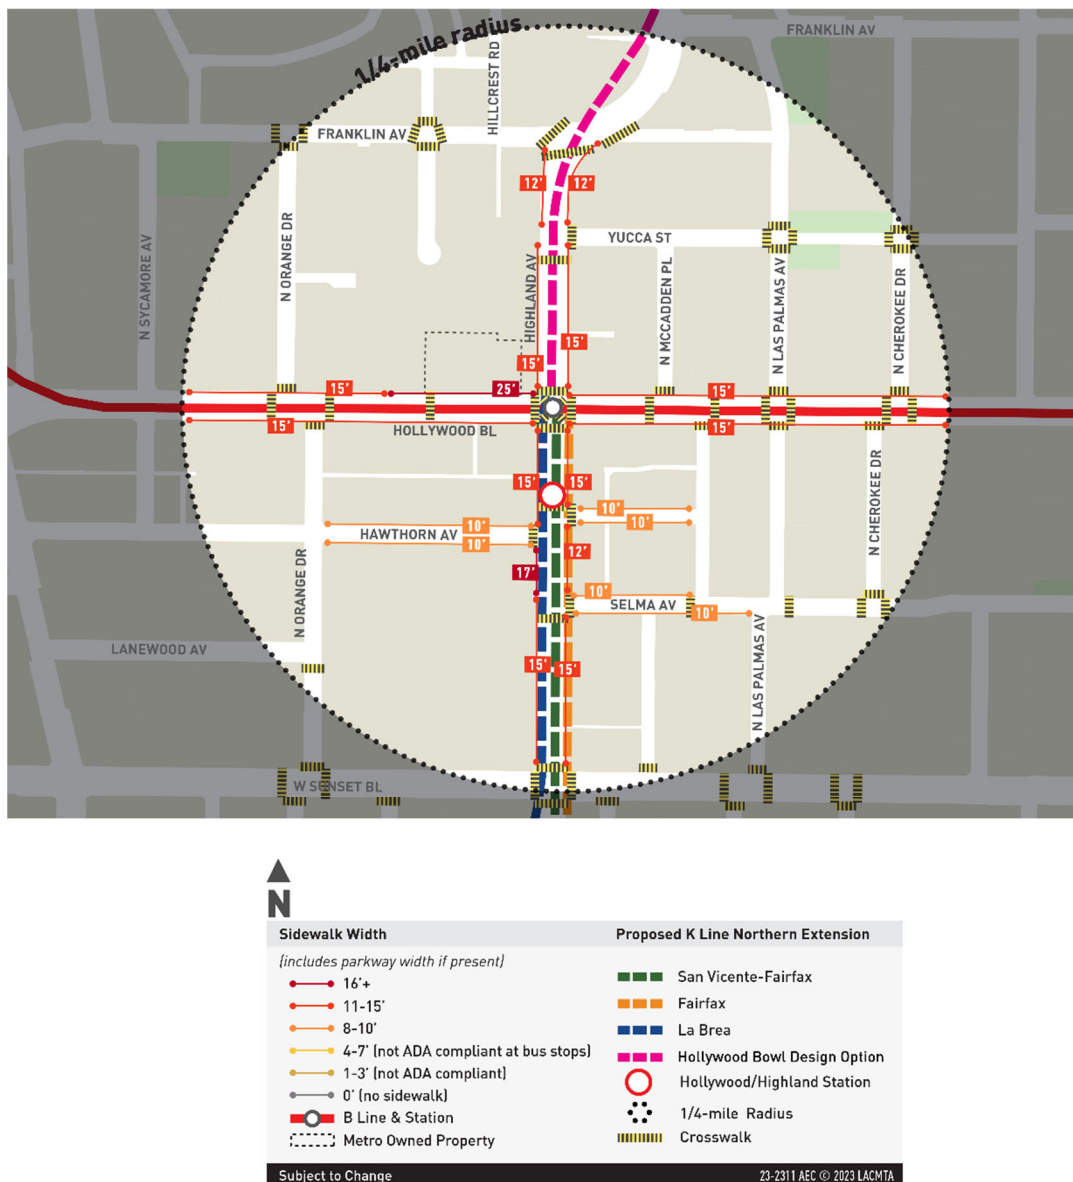 1/4-mile radius
HILLCREST RD
FRANKLIN AV
FRANKLIN AV
12'
12'
N SYCAMORE AV
N ORANGE DR
HIGHLAND AV
YUCCA ST
N MCCADDEN PL
N LAS PALMAS AV
N CHEROKEE DR
15'
15'
15'
25'
15'
15'
HOLLYWOOD BL
15'
15'
15'
N CHEROKEE DR
10'
10'
10'
HAWTHORN AV
10'
12'
17'
N ORANGE DR
10'
SELMA AV
10'
LANEWOOD AV
15'
15'
N LAS PALMAS AV
W SUNSET BL
N
Sidewalk Width
(includes parkway width if present)
16'+
11-15'
8-10'
4-7' (not ADA compliant at bus stops)
1-3' (not ADA compliant)
0' (no sidewalk)
B Line & Station
Metro Owned Property
Proposed K Line Northern Extension
San Vicente-Fairfax
Fairfax
La Brea
Hollywood Bowl Design Option
Hollywood/Highland Station
1/4-mile Radius
Crosswalk
Subject to Change
23-2311 AEC © 2023 LACMTA